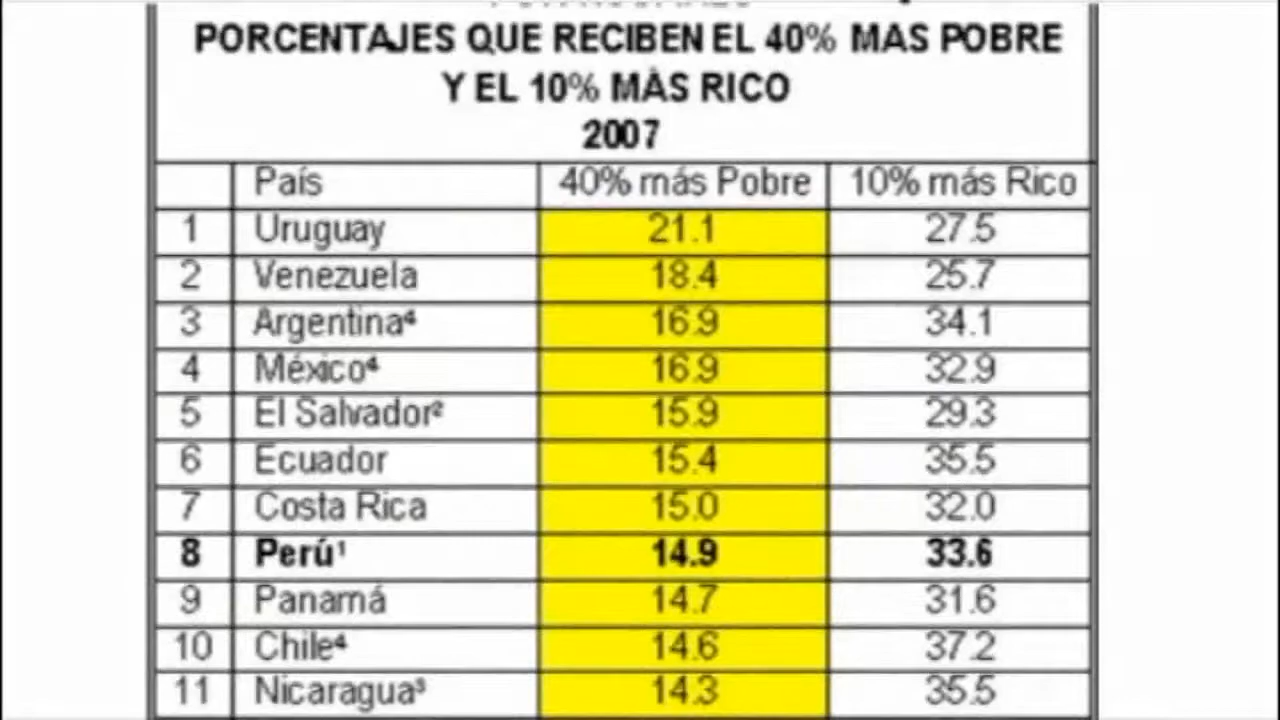 PORCENTAJES QUE RECIBEN EL 40% MAS POBRE
Y EL 10% MÀS RICO
2007
País 40% más Pobre 10% más Rico
1 Uruguay 21.1 27.5
2 Venezuela 18.4 25.7
3 Argentina⁴ 16.9 34.1
4 México⁴ 16.9 32.9
5 El Salvador² 15.9 29.3
6 Ecuador 15.4 35.5
7 Costa Rica 15.0 32.0
8 Perú¹ 14.9 33.6
9 Panamá 14.7 31.6
10 Chile⁴ 14.6 37.2
11 Nicaragua³ 14.3 35.5